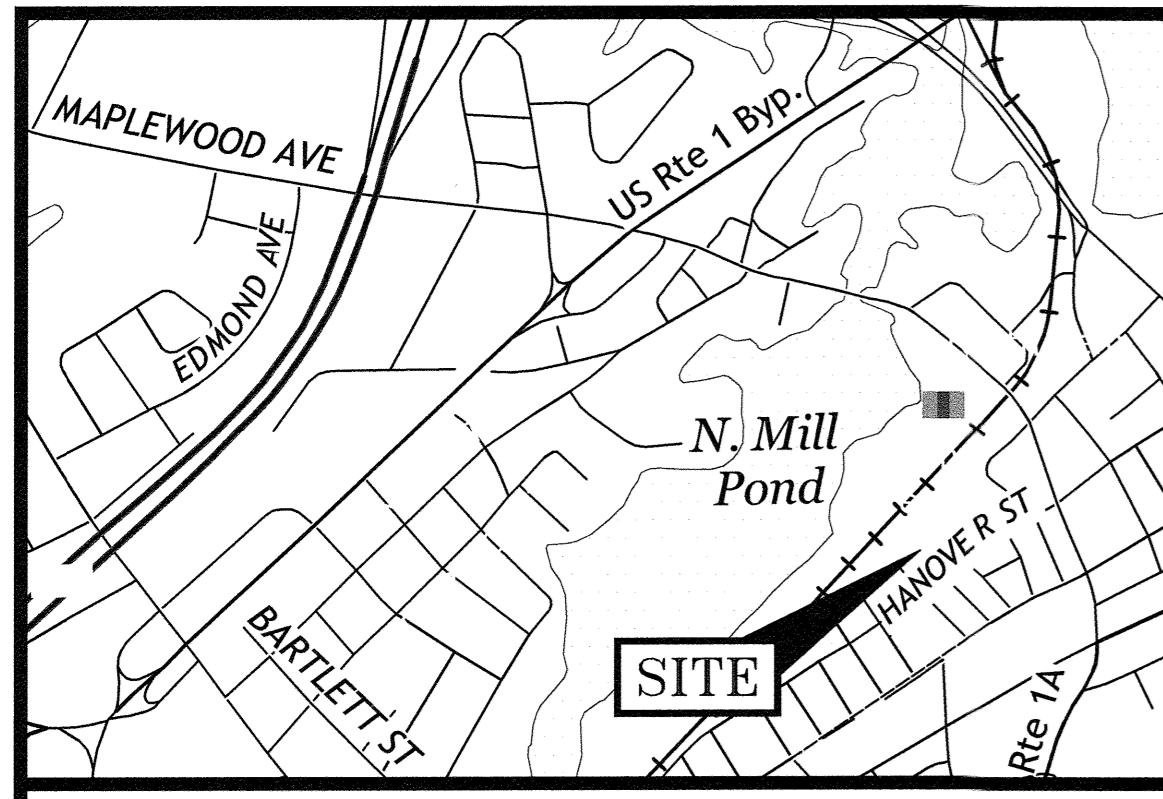 MAPLEWOOD AVE
US Rte 1 Byp.
EDMOND AVE
N. Mill
Pond
HANOVE R ST
BARTLETT ST
SITE
Rte 1A